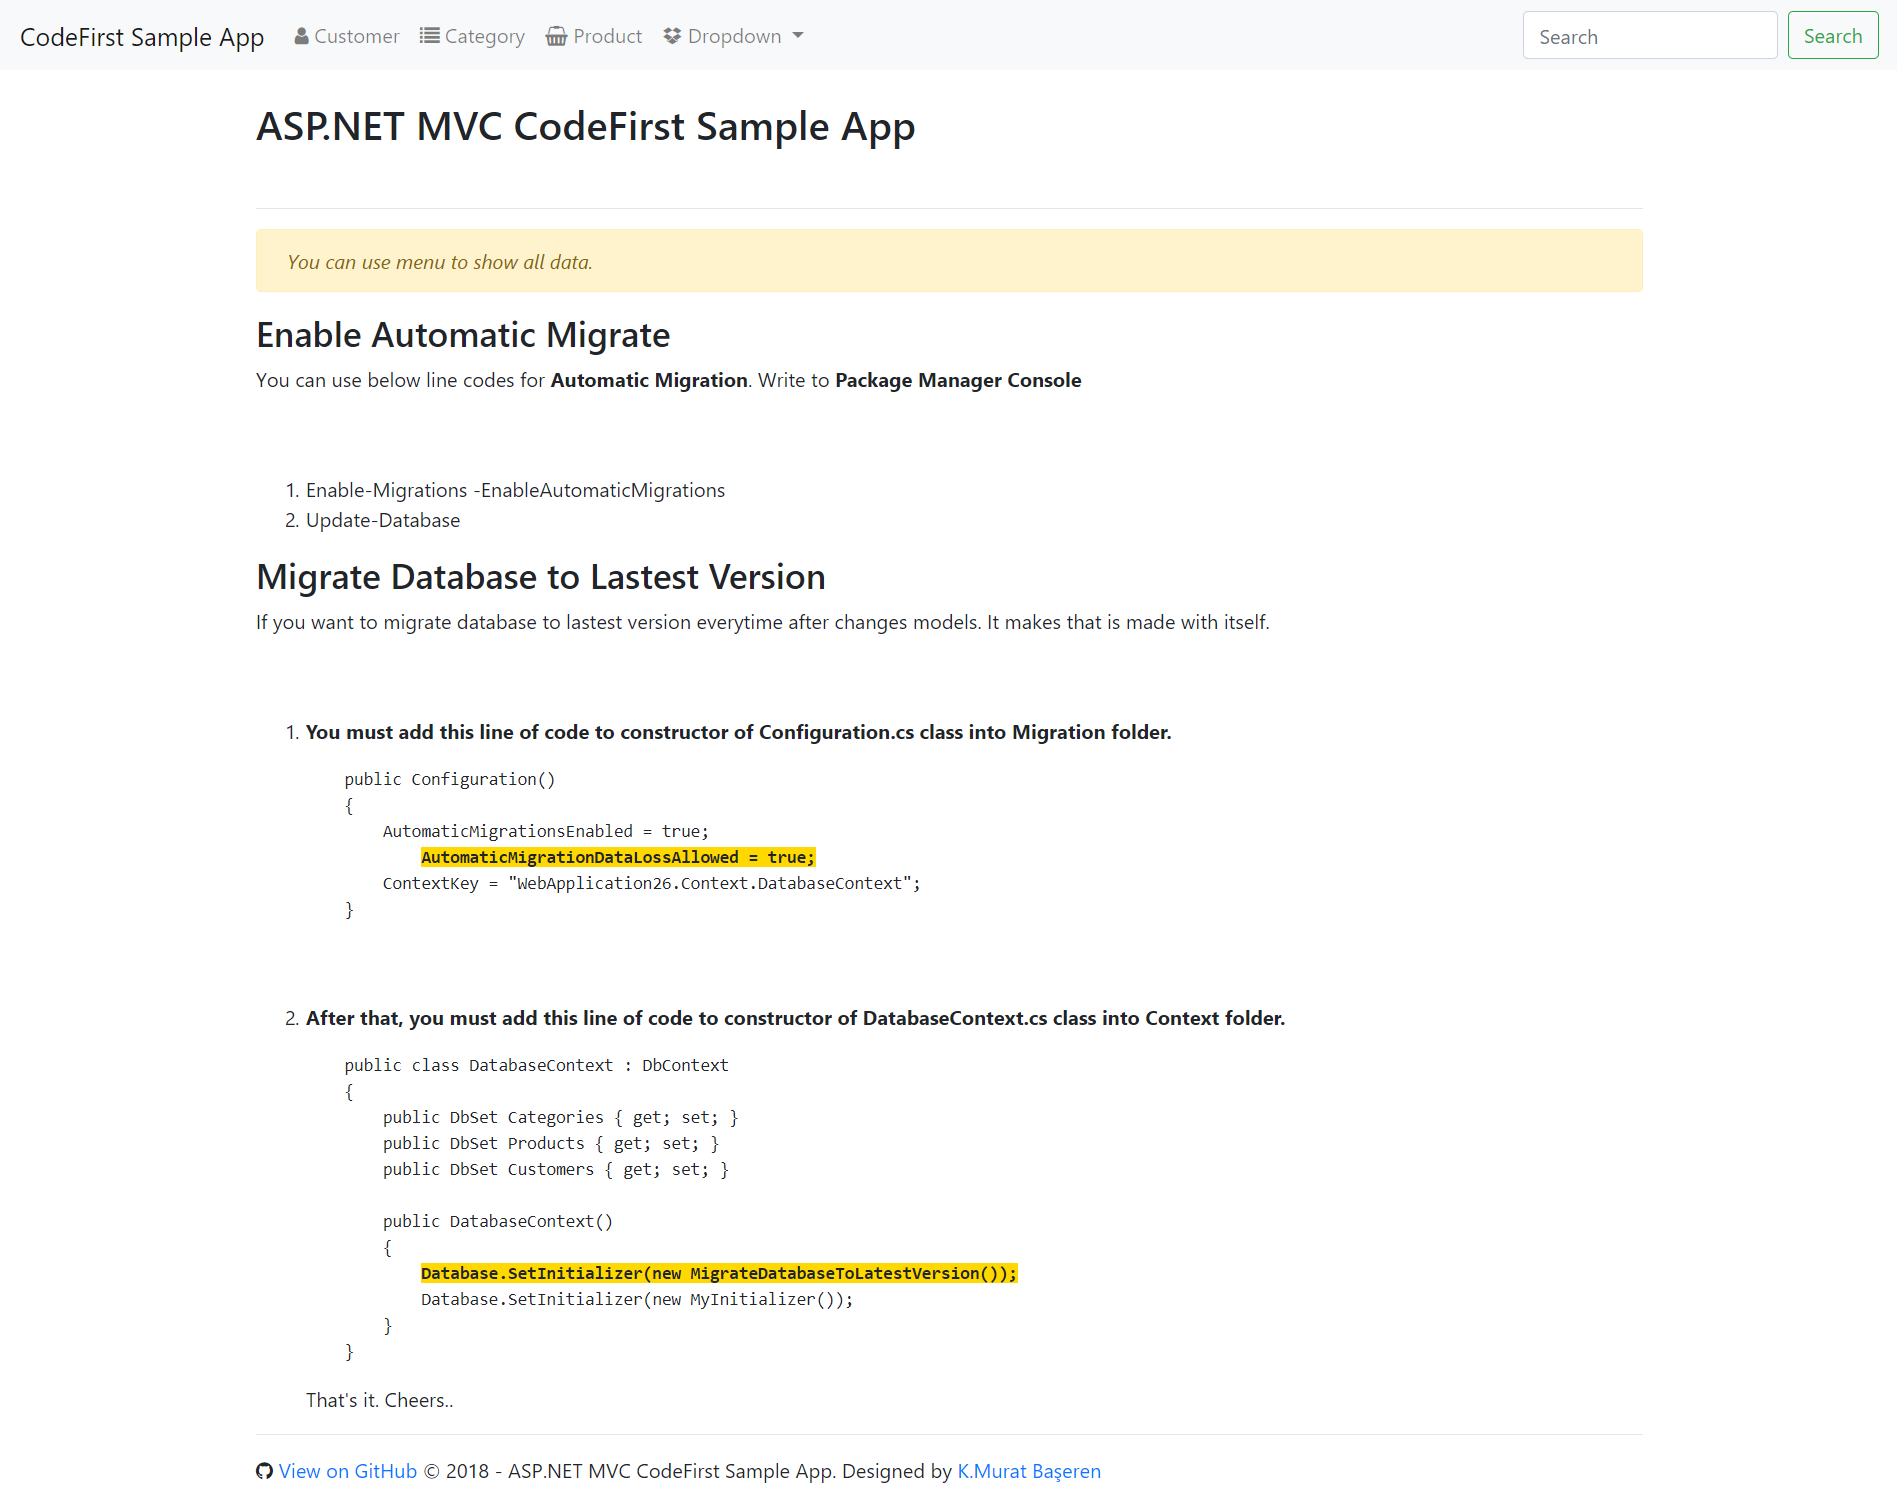 CodeFirst Sample App Customer Category Product Dropdown Search Search
ASP.NET MVC CodeFirst Sample App
You can use menu to show all data.
Enable Automatic Migrate
You can use below line codes for Automatic Migration. Write to Package Manager Console
1. Enable-Migrations -EnableAutomaticMigrations
2. Update-Database
Migrate Database to Lastest Version
If you want to migrate database to lastest version everytime after changes models. It makes that is made with itself.
1. You must add this line of code to constructor of Configuration.cs class into Migration folder.
public Configuration()
{
AutomaticMigrationsEnabled = true;
AutomaticMigrationDataLossAllowed = true;
ContextKey = "WebApplication26.Context.DatabaseContext";
}
2. After that, you must add this line of code to constructor of DatabaseContext.cs class into Context folder.
public class DatabaseContext : DbContext
{
public DbSet Categories { get; set; }
public DbSet Products { get; set; }
public DbSet Customers { get; set; }
public DatabaseContext()
{
Database.SetInitializer(new MigrateDatabaseToLatestVersion());
Database.SetInitializer(new MyInitializer());
}
}
That's it. Cheers..
View on GitHub © 2018 - ASP.NET MVC CodeFirst Sample App. Designed by K.Murat Başeren